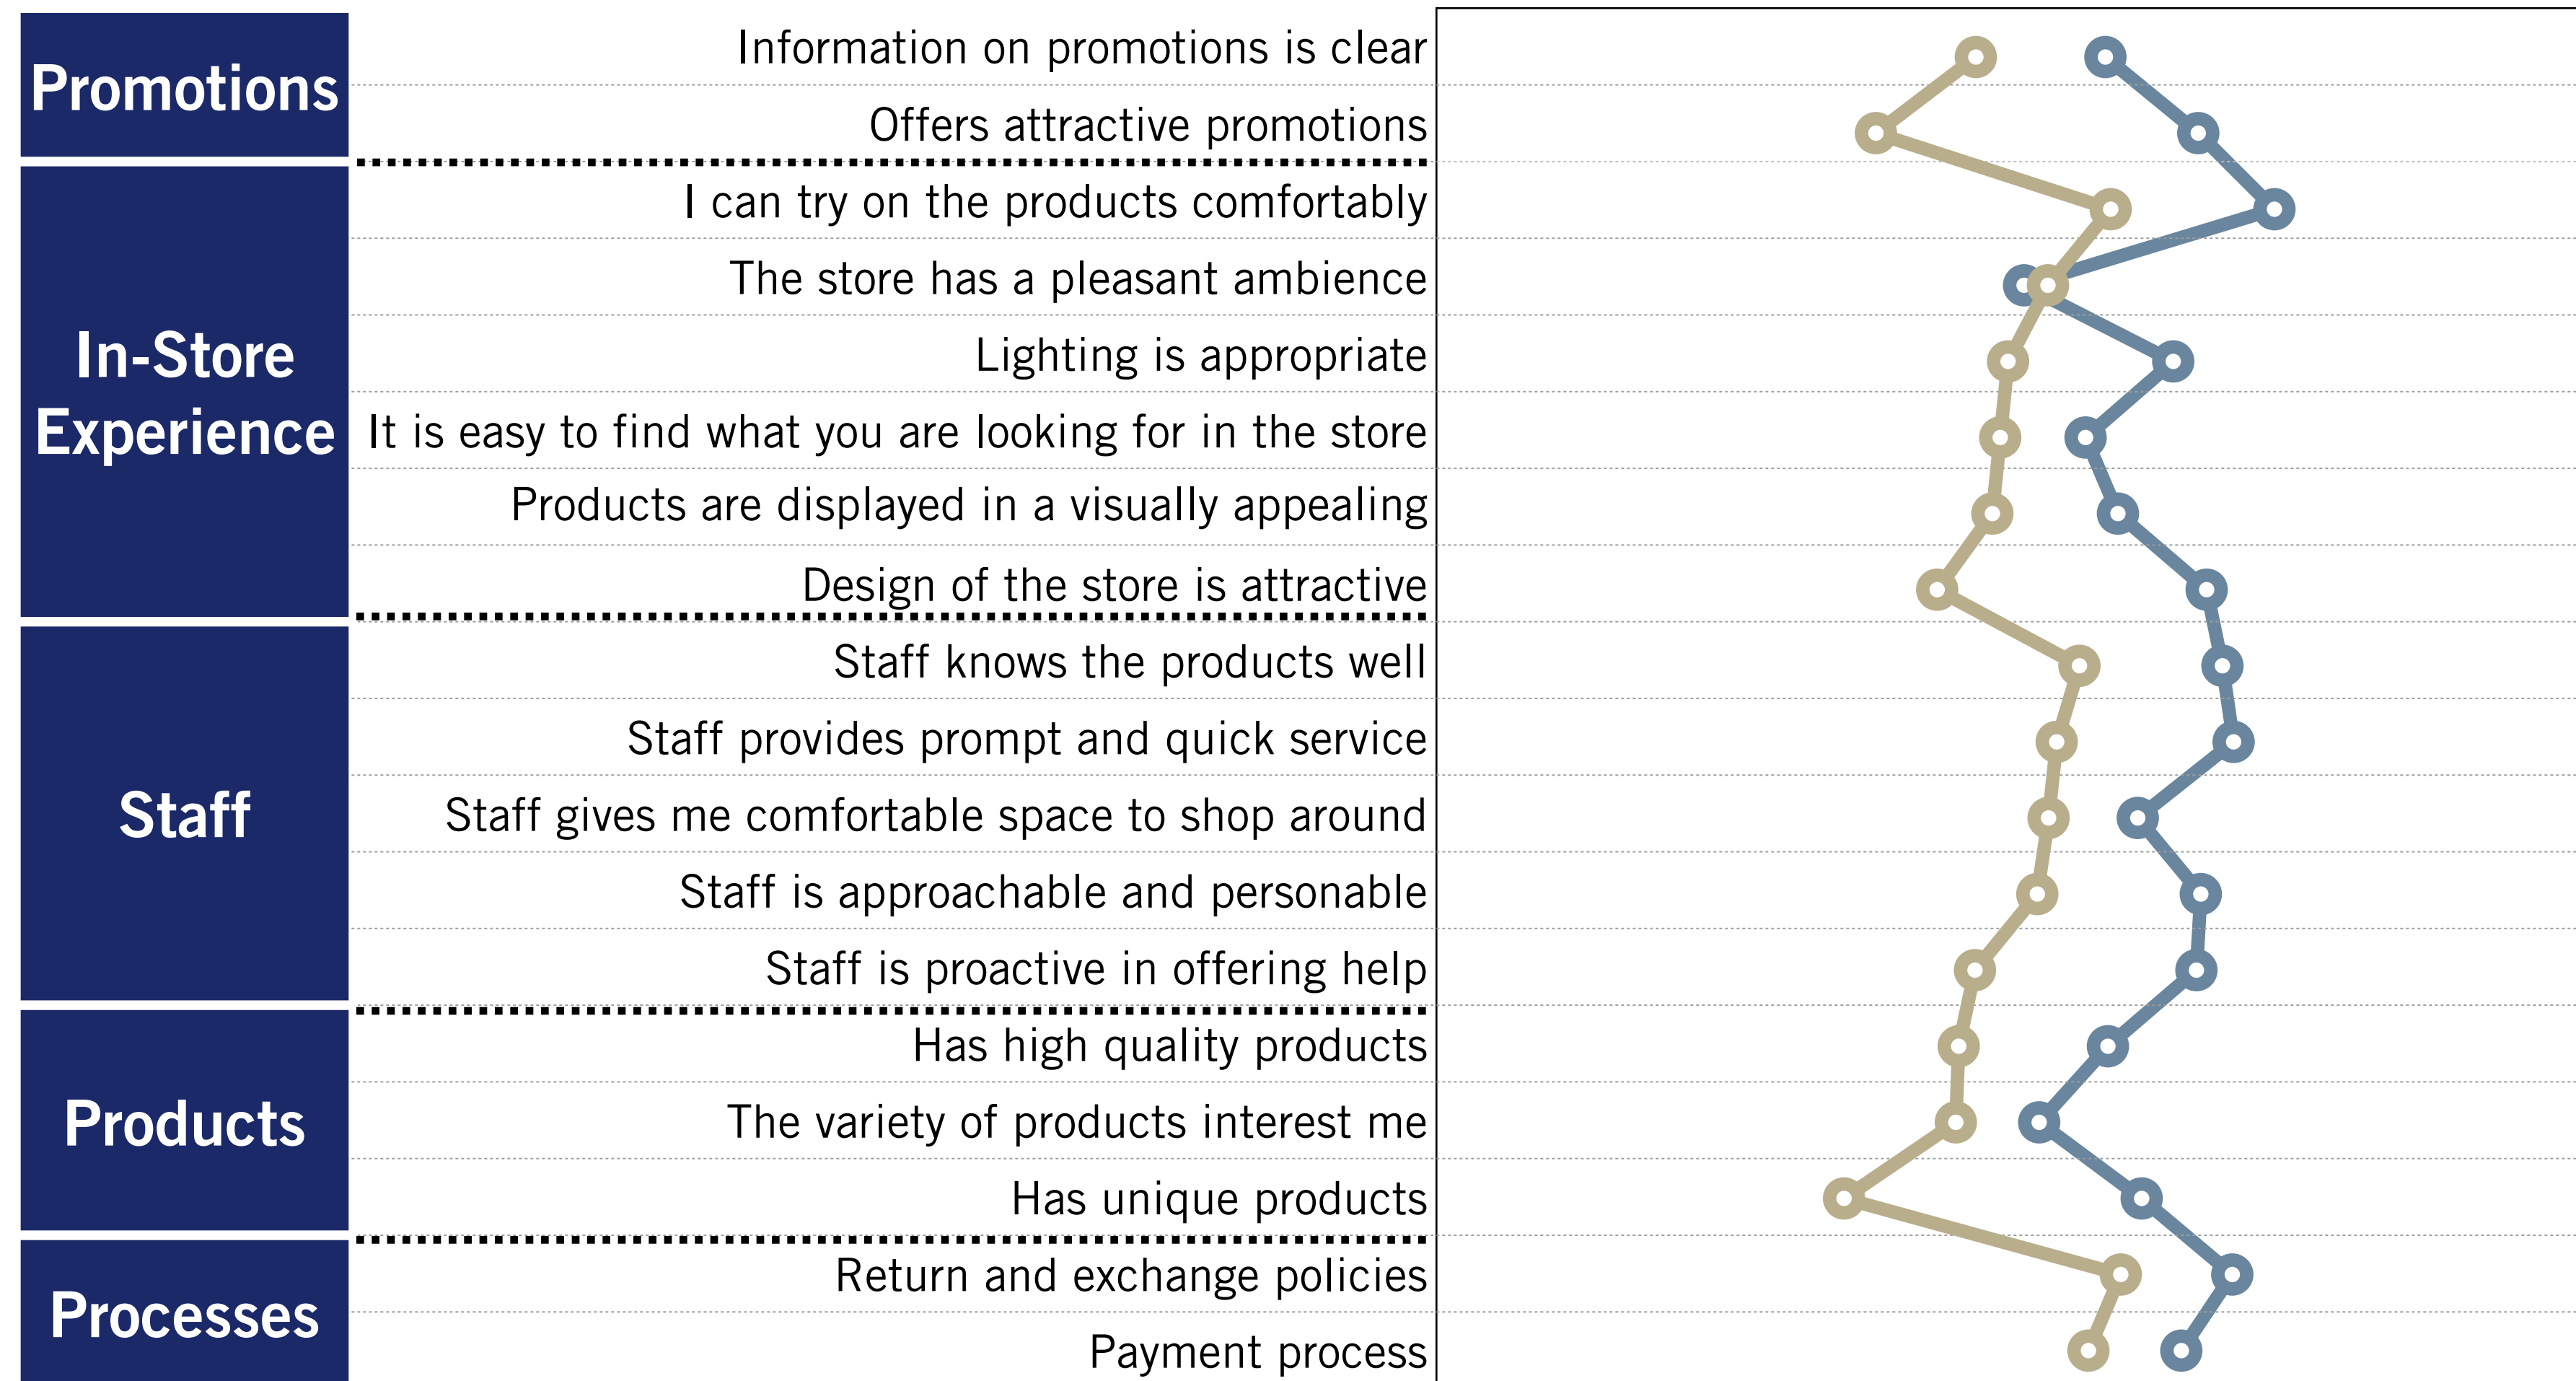 Promotions
Information on promotions is clear
Offers attractive promotions
In-Store
Experience
I can try on the products comfortably
The store has a pleasant ambience
Lighting is appropriate
It is easy to find what you are looking for in the store
Products are displayed in a visually appealing
Design of the store is attractive
Staff
Staff knows the products well
Staff provides prompt and quick service
Staff gives me comfortable space to shop around
Staff is approachable and personable
Staff is proactive in offering help
Products
Has high quality products
The variety of products interest me
Has unique products
Processes
Return and exchange policies
Payment process